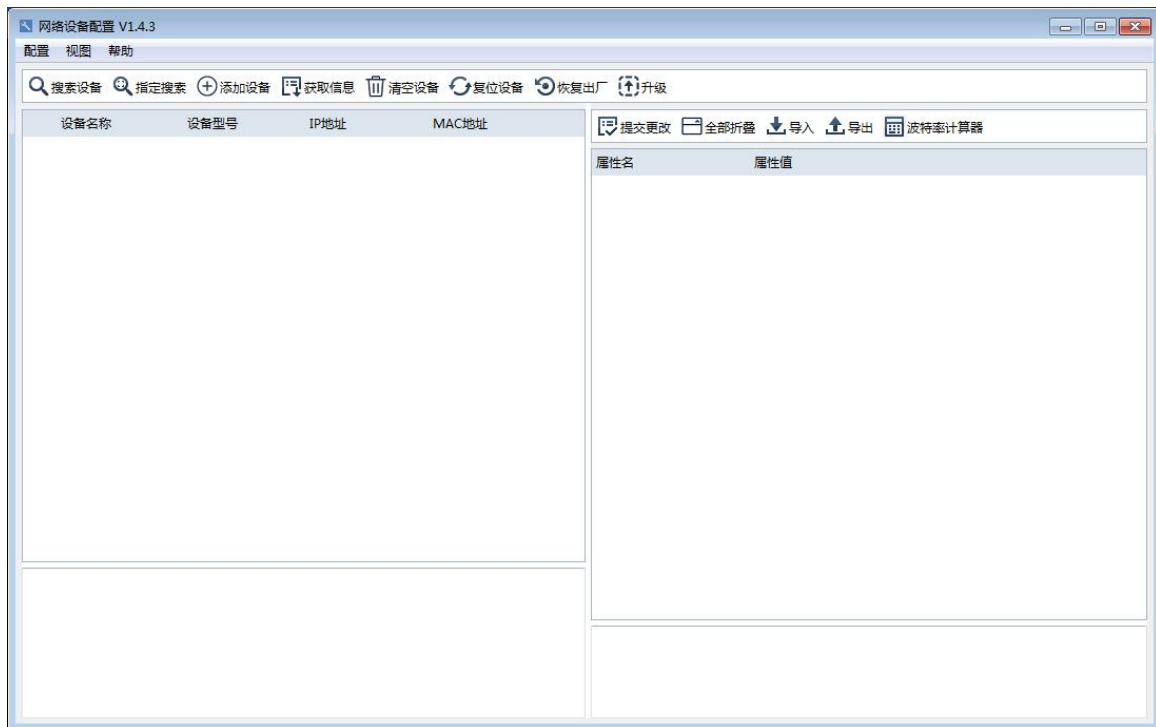 网络设备配置 V1.4.3
配置 视图 帮助
搜索设备 指定搜索 添加设备 获取信息 清空设备 复位设备 恢复出厂 升级
设备名称 设备型号 IP地址 MAC地址
提交更改 全部折叠 导入 导出 波特率计算器
属性名 属性值